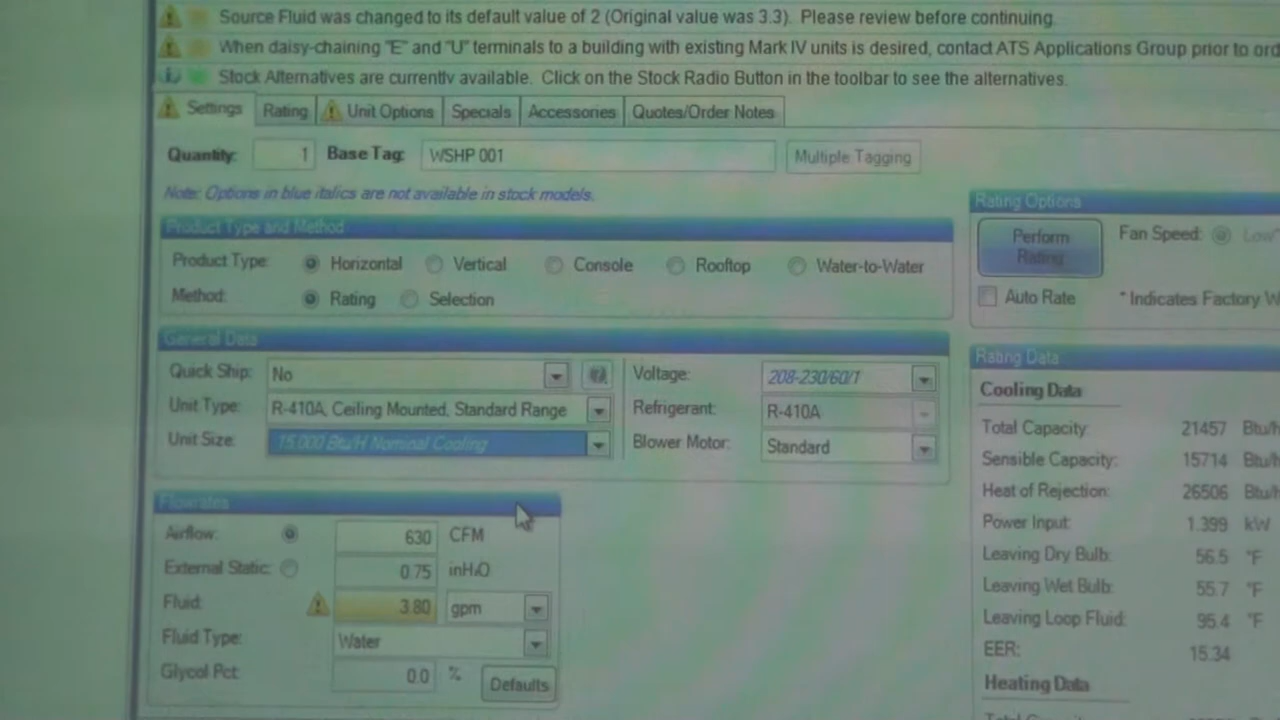 Source Fluid was changed to its default value of 2 (Original value was 3.3). Please review before continuing.
When daisy-chaining "E" and "U" terminals to a building with existing Mark IV units is desired, contact ATS Applications Group prior to ord
Stock Alternatives are currently available. Click on the Stock Radio Button in the toolbar to see the alternatives.
Settings Rating Unit Options Specials Accessories Quotes/Order Notes
Quantity: 1 Base Tag: WSHP 001 Multiple Tagging
Note: Options in blue italics are not available in stock models.
Rating Options
Product Type and Method
Perform Rating Fan Speed: Low*
Product Type: Horizontal Vertical Console Rooftop Water-to-Water
Method: Rating Selection
Auto Rate * Indicates Factory W
General Data
Rating Data
Quick Ship: No Voltage: 208-230/60/1
Cooling Data
Unit Type: R-410A, Ceiling Mounted, Standard Range Refrigerant: R-410A
Unit Size: 15,000 Btu/H Nominal Cooling Blower Motor: Standard
Total Capacity: 21457 Btu/h
Sensible Capacity: 15714 Btu/h
Heat of Rejection: 26506 Btu/h
Power Input: 1.399 kW
Leaving Dry Bulb: 56.5 °F
Leaving Wet Bulb: 55.7 °F
Leaving Loop Fluid: 95.4 °F
EER: 15.34
Heating Data
Flowrates
Airflow: 630 CFM
External Static: 0.75 inH2O
Fluid: 3.80 gpm
Fluid Type: Water
Glycol Pct: 0.0 % Defaults